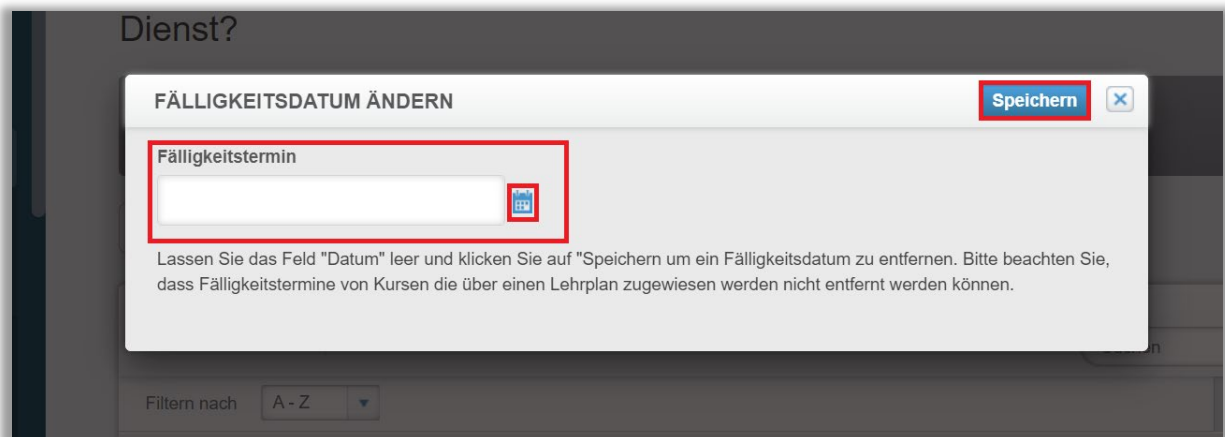 Dienst?
FÄLLIGKEITSDATUM ÄNDERN
Speichern
Fälligkeitstermin
Lassen Sie das Feld "Datum" leer und klicken Sie auf "Speichern um ein Fälligkeitsdatum zu entfernen. Bitte beachten Sie,
dass Fälligkeitstermine von Kursen die über einen Lehrplan zugewiesen werden nicht entfernt werden können.
Filtern nach A - Z